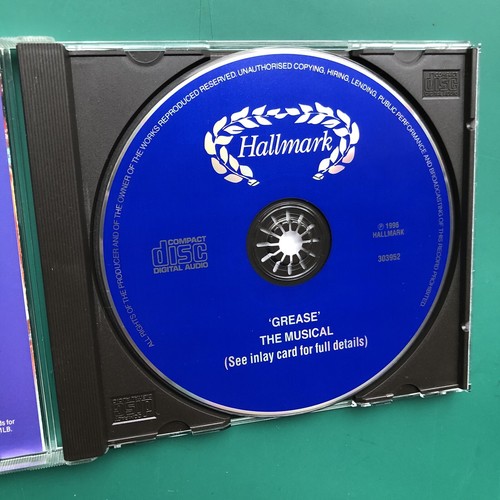 ALL RIGHTS OF THE PRODUCER AND OF THE OWNER OF THE WORKS REPRODUCED RESERVED. UNAUTHORISED COPYING, HIRING, LENDING, PUBLIC PERFORMANCE AND BROADCASTING OF THIS RECORD PROHIBITED
Hallmark
℗ 1998
HALLMARK
303952
COMPACT
disc
DIGITAL AUDIO
'GREASE'
THE MUSICAL
(See inlay card for full details)
for
1LB.